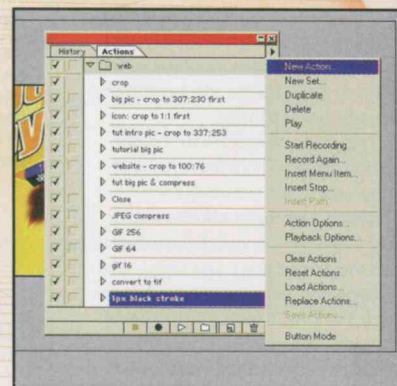 History
Actions
web
crop
big pic - crop to 307:230 first
icon: crop to 1:1 first
tut intro pic - crop to 337:253
tutorial big pic
website - crop to 100:76
tut big pic & compress
Close
JPEG compress
GIF 256
GIF 64
gif 16
convert to tif
1px black stroke
New Action...
New Set...
Duplicate
Delete
Play
Start Recording
Record Again...
Insert Menu Item...
Insert Stop...
Insert Path
Action Options...
Playback Options...
Clear Actions
Reset Actions
Load Actions...
Replace Actions...
Save Actions...
Button Mode